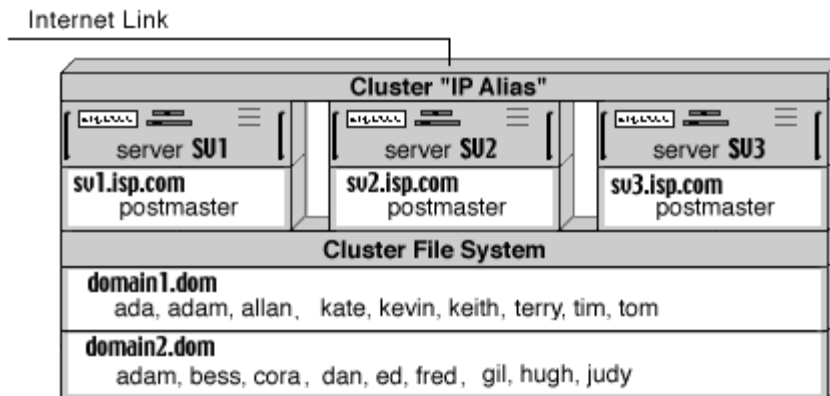 Internet Link
Cluster "IP Alias"
server SU1
server SU2
server SU3
sv1.isp.com
postmaster
sv2.isp.com
postmaster
sv3.isp.com
postmaster
Cluster File System
domain1.dom
ada, adam, allan, kate, kevin, keith, terry, tim, tom
domain2.dom
adam, bess, cora, dan, ed, fred, gil, hugh, judy